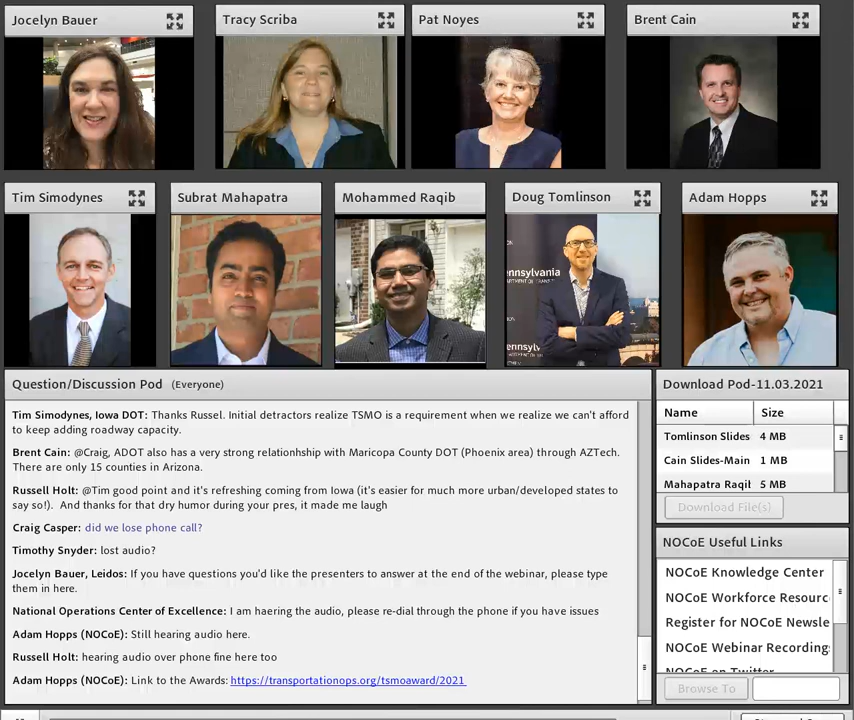 Jocelyn Bauer
Tracy Scriba
Pat Noyes
Brent Cain
Tim Simodynes
Subrat Mahapatra
Mohammed Raqib
Doug Tomlinson
Adam Hopps
ennsylvania
ennsylvania
Question/Discussion Pod (Everyone)
Tim Simodynes, Iowa DOT: Thanks Russel. Initial detractors realize TSMO is a requirement when we realize we can't afford
to keep adding roadway capacity.
Brent Cain: @Craig, ADOT also has a very strong relationhship with Maricopa County DOT (Phoenix area) through AZTech.
There are only 15 counties in Arizona.
Russell Holt: @Tim good point and it's refreshing coming from Iowa (it's easier for much more urban/developed states to
say so!). And thanks for that dry humor during your pres, it made me laugh
Craig Casper: did we lose phone call?
Timothy Snyder: lost audio?
Jocelyn Bauer, Leidos: If you have questions you'd like the presenters to answer at the end of the webinar, please type
them in here.
National Operations Center of Excellence: I am haering the audio, please re-dial through the phone if you have issues
Adam Hopps (NOCoE): Still hearing audio here.
Russell Holt: hearing audio over phone fine here too
Adam Hopps (NOCoE): Link to the Awards: https://transportationops.org/tsmoaward/2021
Download Pod-11.03.2021
Name Size
Tomlinson Slides 4 MB
Cain Slides-Main 1 MB
Mahapatra Raqil 5 MB
Download File(s)
NOCoE Useful Links
NOCoE Knowledge Center
NOCoE Workforce Resourc
Register for NOCoE Newsle
NOCoE Webinar Recording
NOCoE on Twitter
Browse To